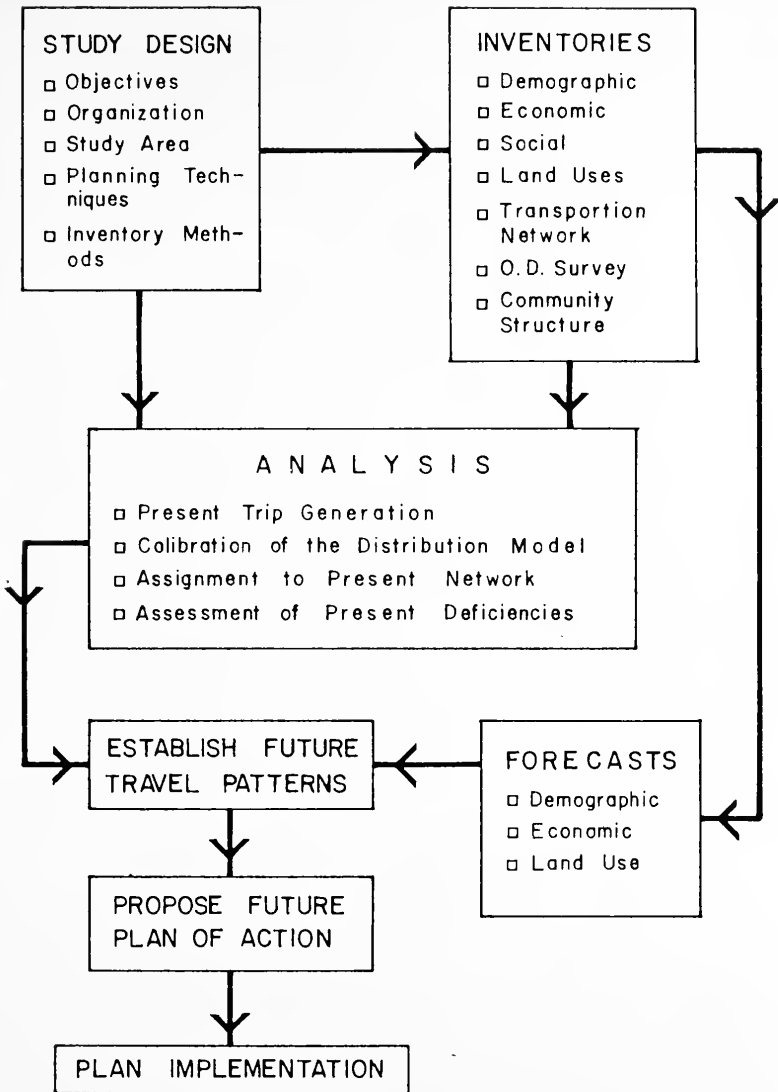 STUDY DESIGN
□ Objectives
□ Organization
□ Study Area
□ Planning Tech-
niques
□ Inventory Meth-
ods
INVENTORIES
□ Demographic
□ Economic
□ Social
□ Land Uses
□ Transportion
Network
□ O.D. Survey
□ Community
Structure
ANALYSIS
□ Present Trip Generation
□ Colibration of the Distribution Model
□ Assignment to Present Network
□ Assessment of Present Deficiencies
ESTABLISH FUTURE
TRAVEL PATTERNS
FORECASTS
□ Demographic
□ Economic
□ Land Use
PROPOSE FUTURE
PLAN OF ACTION
PLAN IMPLEMENTATION